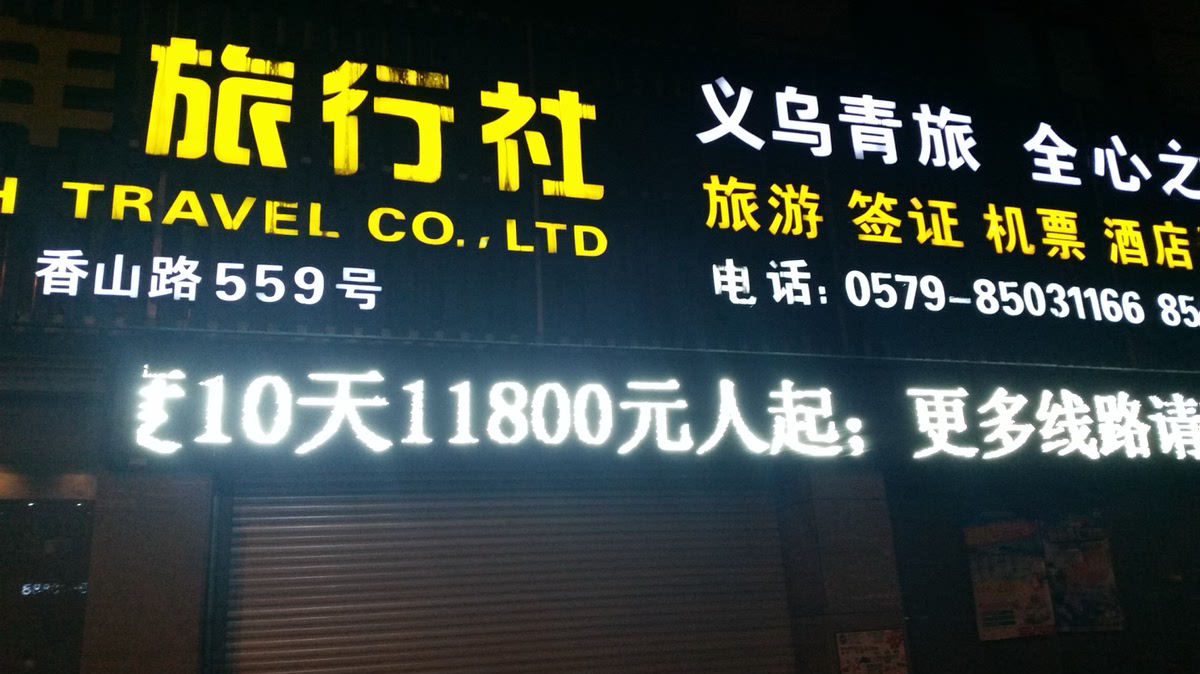 旅行社
H TRAVEL CO.,LTD
香山路559号
义乌青旅 全心之
旅游 签证 机票 酒店
电话:0579-85031166 85
10天11800元人起;更多线路请